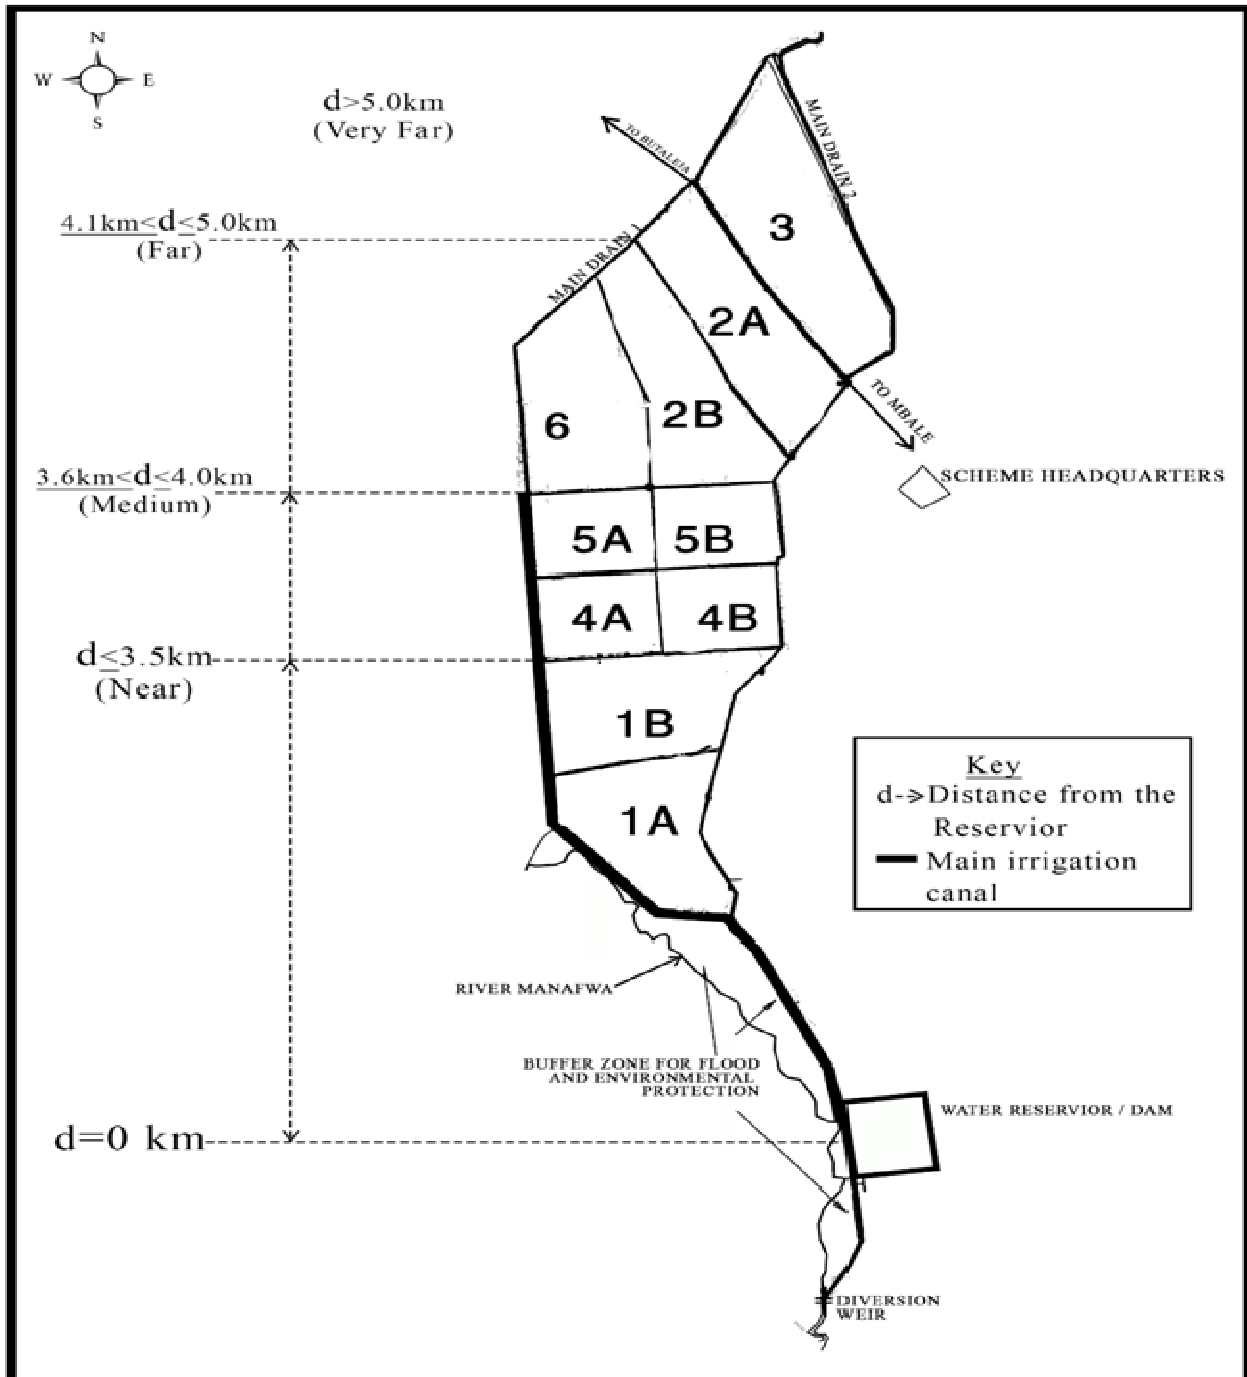 N
W E
S
d>5.0km
(Very Far)
TO BUTALEJA
MAIN DRAIN 2
4.1km<d≤5.0km
(Far)
MAIN DRAIN 1
3
2A
TO MBALE
6
2B
3.6km<d≤4.0km
(Medium)
SCHEME HEADQUARTERS
5A
5B
4A
4B
d≤3.5km
(Near)
1B
1A
Key
d->Distance from the
Reservior
Main irrigation
canal
RIVER MANAFWA
BUFFER ZONE FOR FLOOD
AND ENVIRONMENTAL
PROTECTION
WATER RESERVIOR / DAM
d=0 km
DIVERSION
WEIR